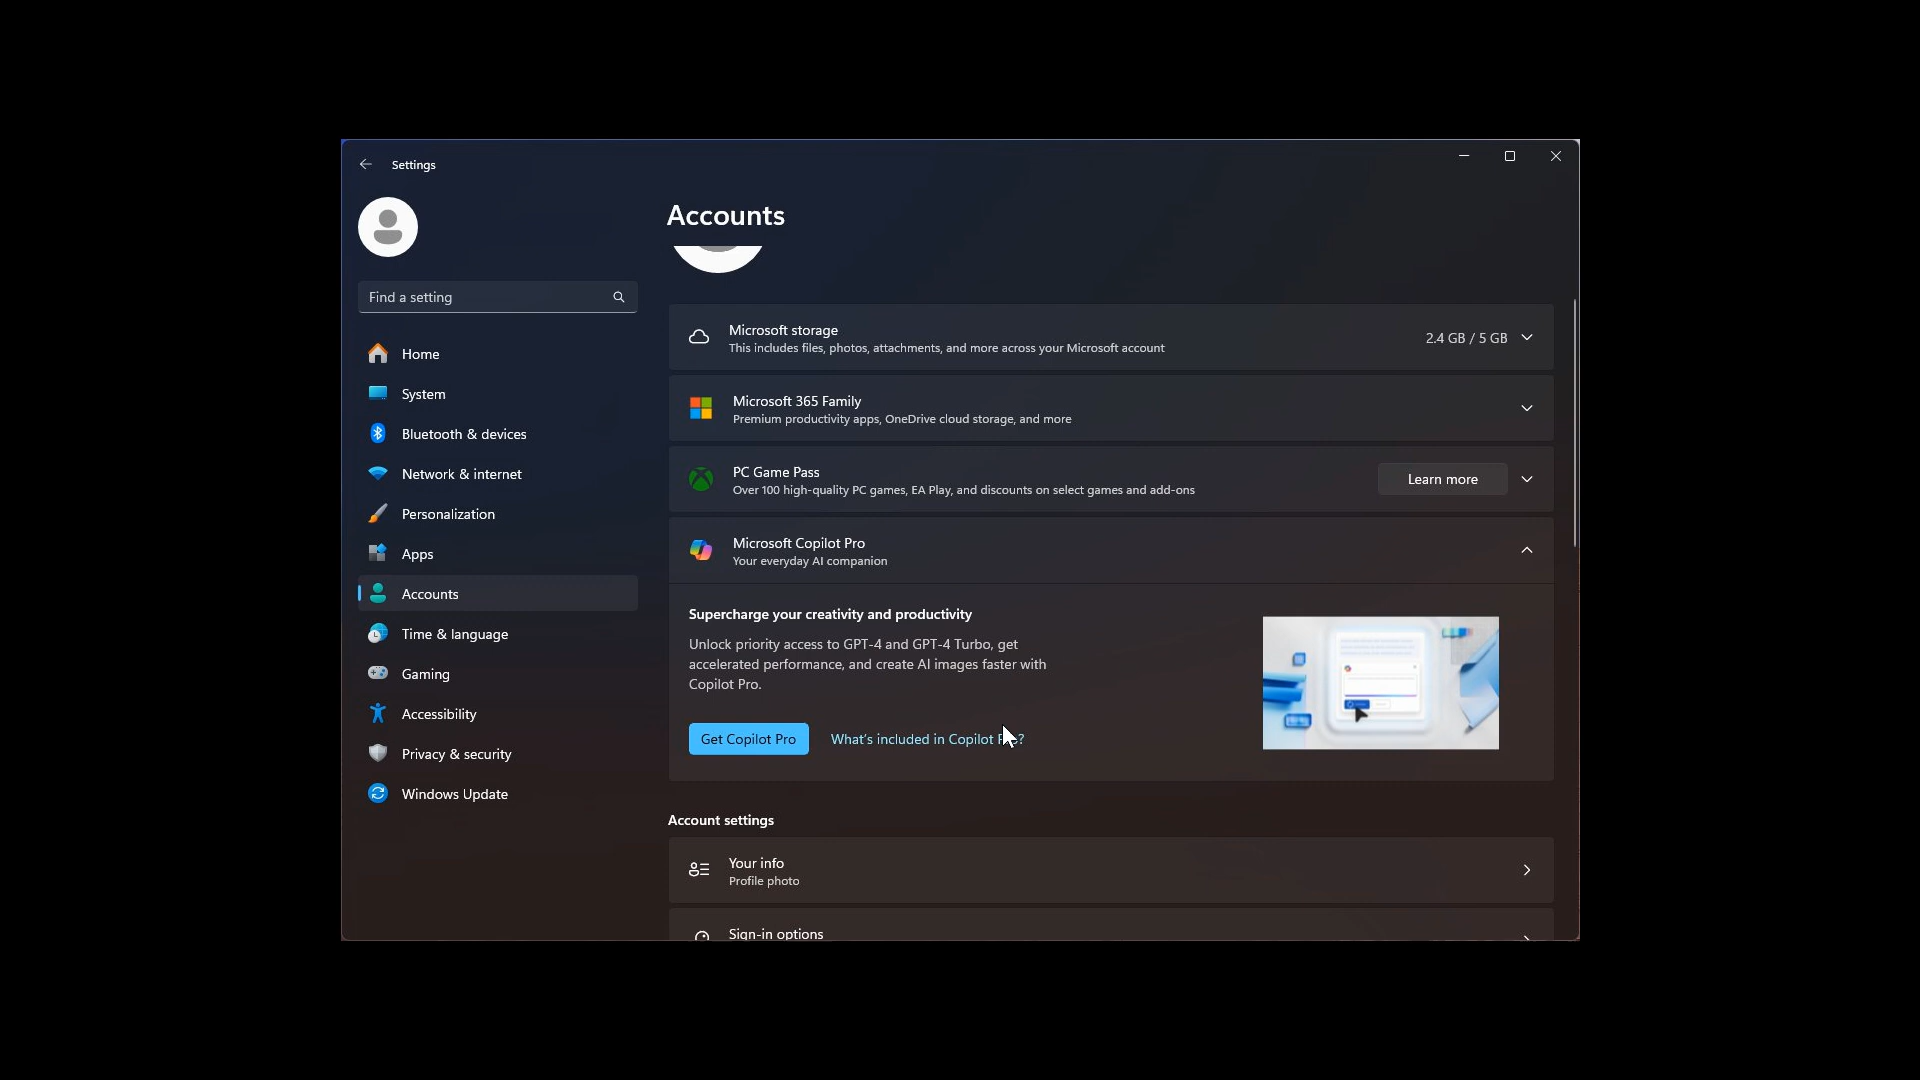 Settings
Accounts
Find a setting
Home
System
Bluetooth & devices
Network & internet
Personalization
Apps
Accounts
Time & language
Gaming
Accessibility
Privacy & security
Windows Update
Microsoft storage
This includes files, photos, attachments, and more across your Microsoft account
2.4 GB / 5 GB
Microsoft 365 Family
Premium productivity apps, OneDrive cloud storage, and more
PC Game Pass
Over 100 high-quality PC games, EA Play, and discounts on select games and add-ons
Learn more
Microsoft Copilot Pro
Your everyday AI companion
Supercharge your creativity and productivity
Unlock priority access to GPT-4 and GPT-4 Turbo, get
accelerated performance, and create AI images faster with
Copilot Pro.
Get Copilot Pro
What's included in Copilot Pro?
Account settings
Your info
Profile photo
Sign-in options